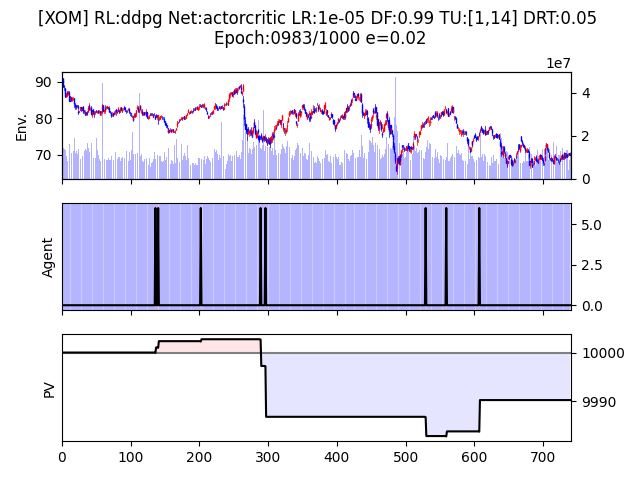 [XOM] RL:ddpg Net:actorcritic LR:1e-05 DF:0.99 TU:[1,14] DRT:0.05
Epoch:0983/1000 e=0.02
1e7
90
80
70
Env.
4
2
0
Agent
5.0
2.5
0.0
PV
10000
9990
0 100 200 300 400 500 600 700